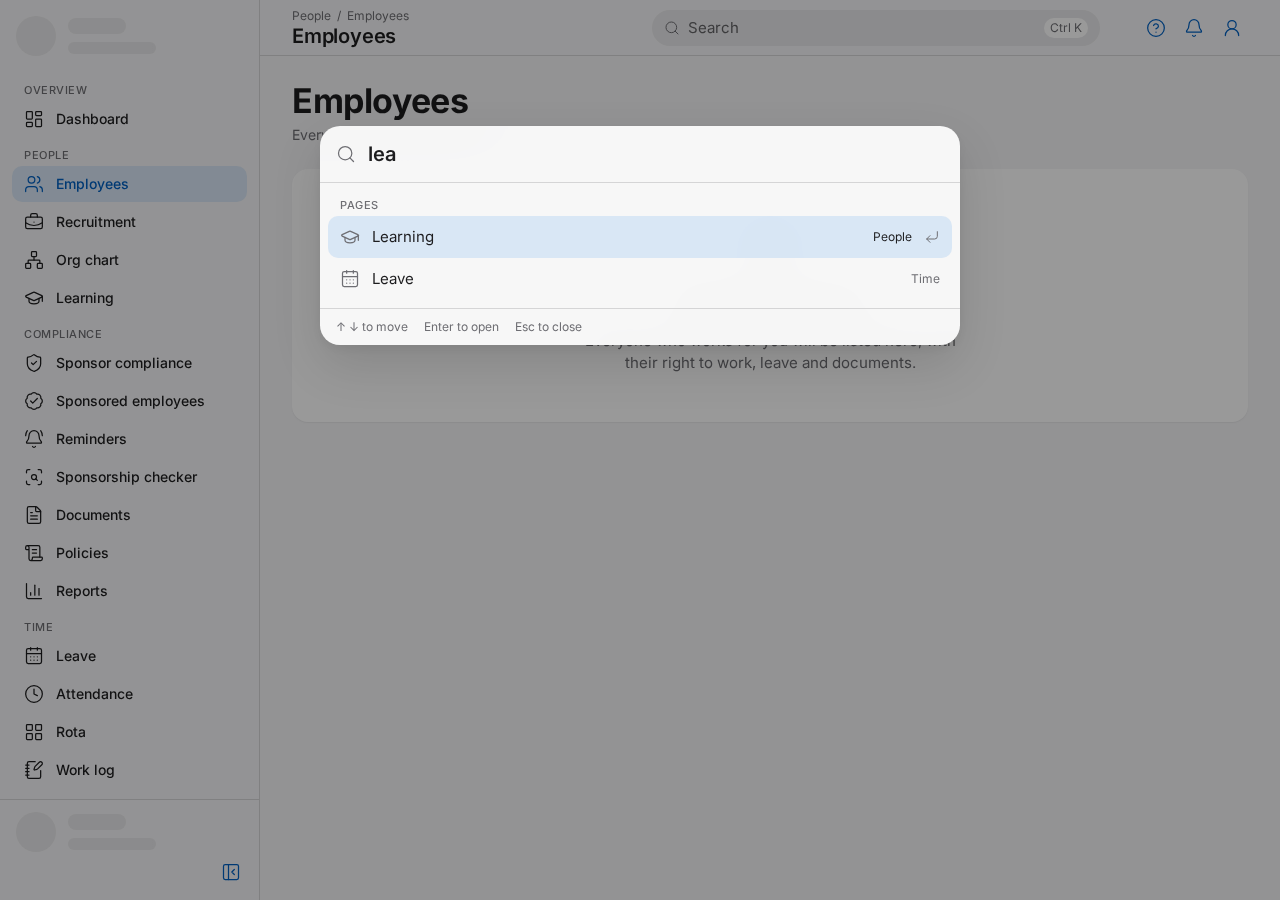 People / Employees
Employees
Search
Ctrl K
OVERVIEW
Dashboard
PEOPLE
Employees
Recruitment
Org chart
Learning
COMPLIANCE
Sponsor compliance
Sponsored employees
Reminders
Sponsorship checker
Documents
Policies
Reports
TIME
Leave
Attendance
Rota
Work log
Employees
lea
PAGES
Learning People
Leave Time
↑ ↓ to move Enter to open Esc to close
their right to work, leave and documents.